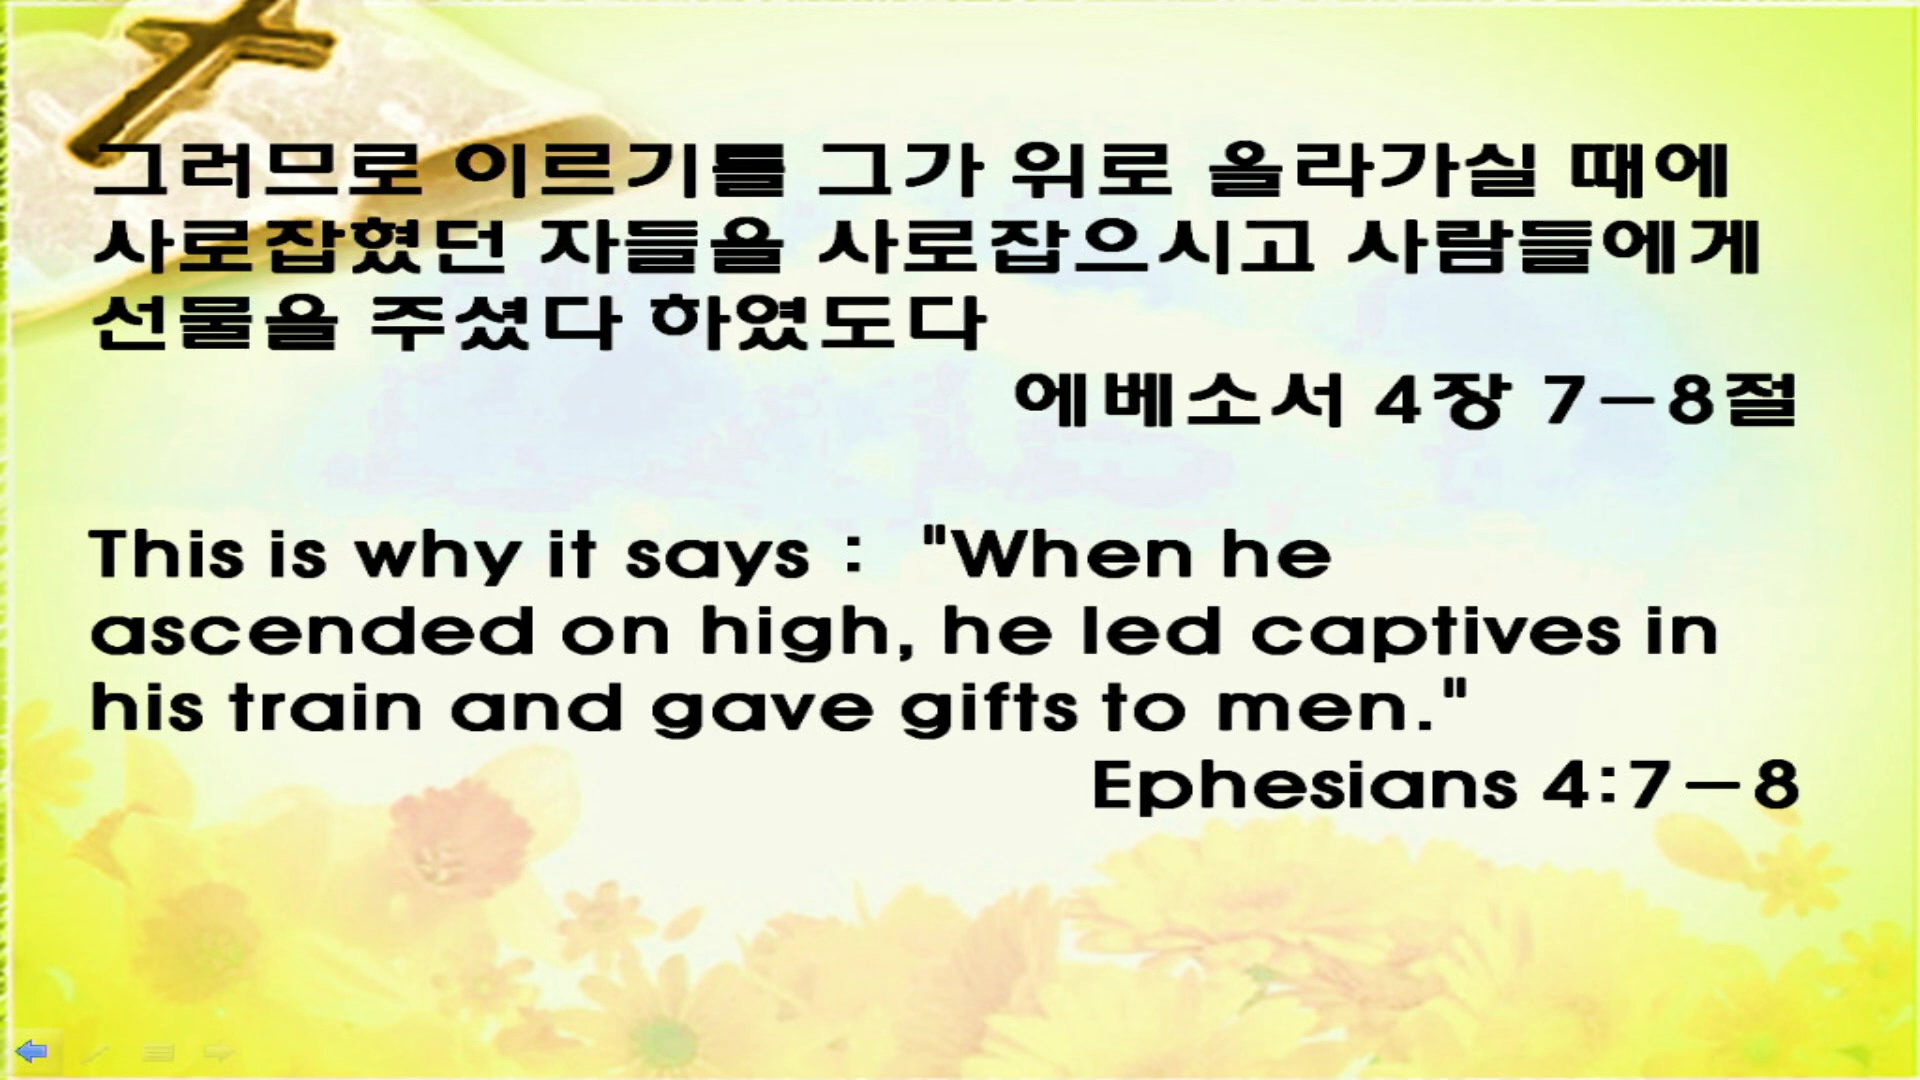 그러므로 이르기를 그가 위로 올라가실 때에
사로잡혔던 자들을 사로잡으시고 사람들에게
선물을 주셨다 하였도다
에베소서 4장 7-8절
This is why it says : "When he
ascended on high, he led captives in
his train and gave gifts to men."
Ephesians 4:7-8